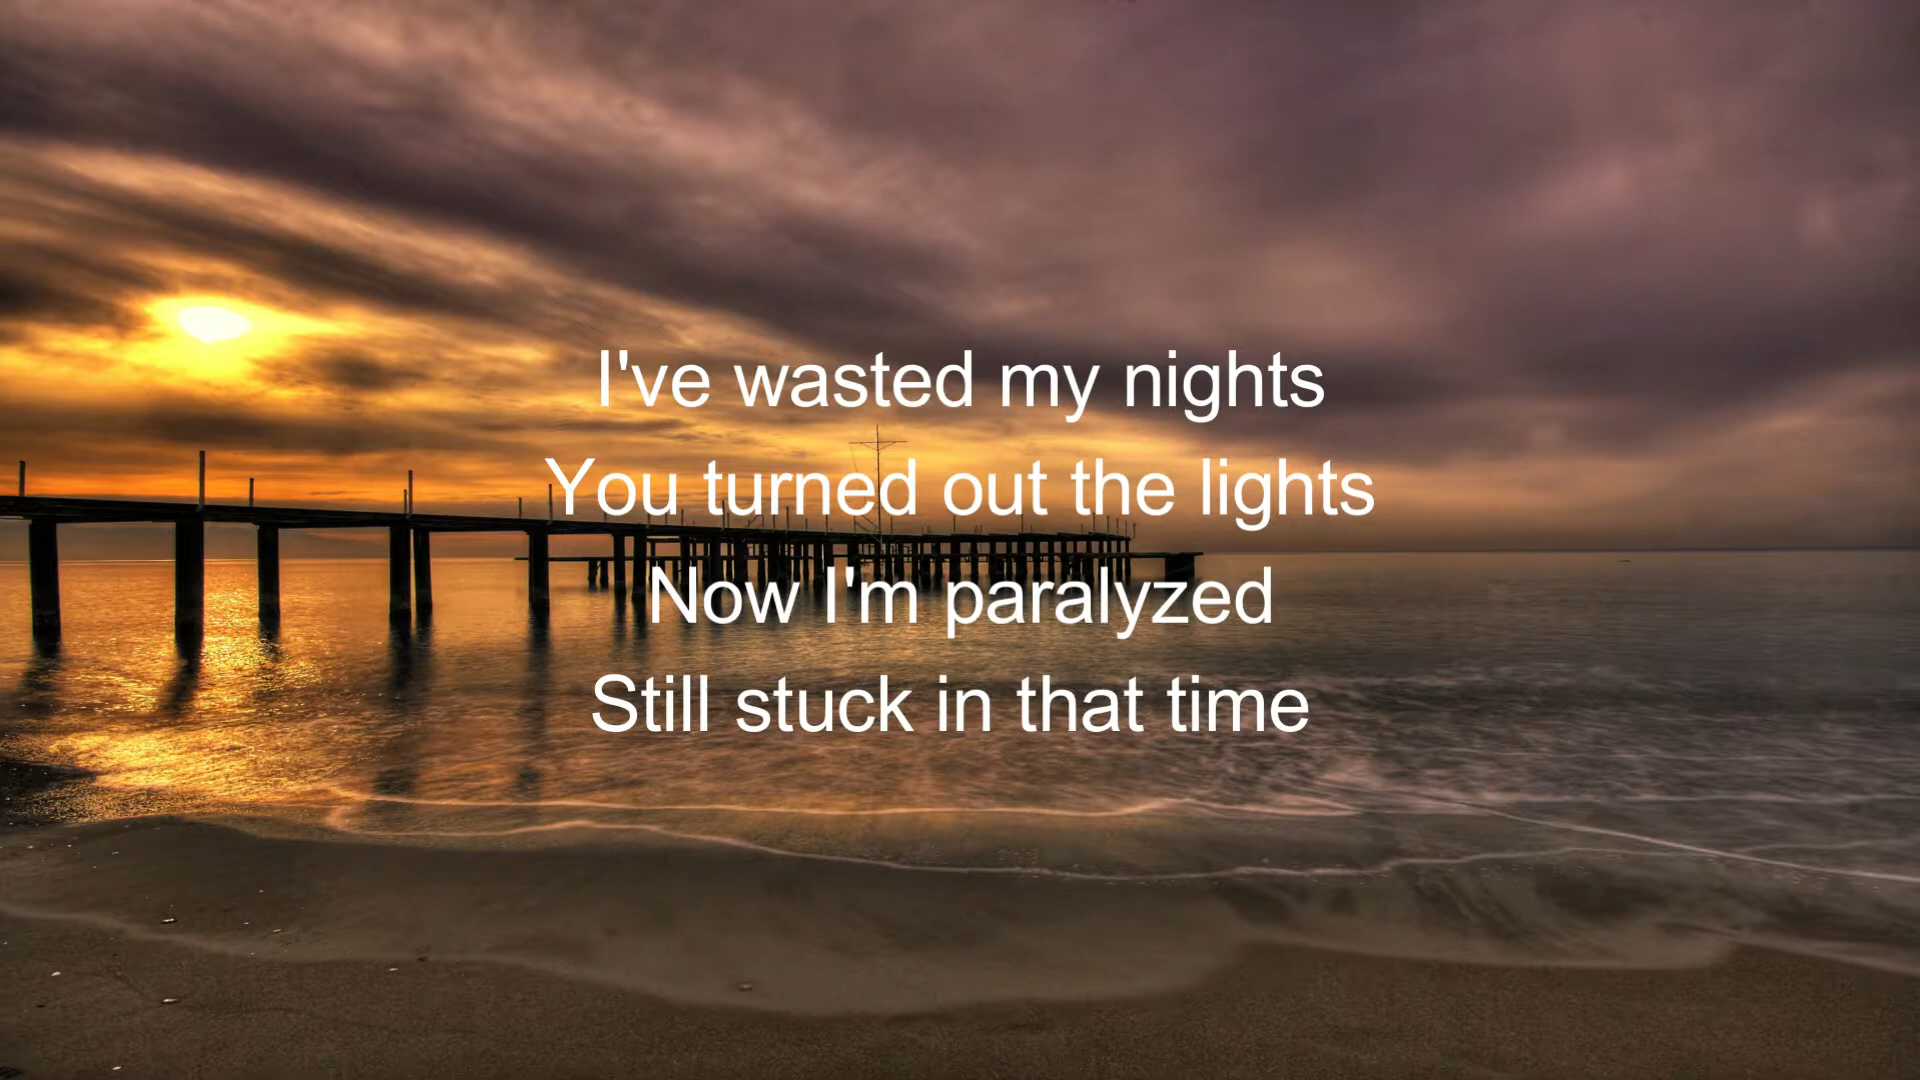 I've wasted my nights
You turned out the lights
Now I'm paralyzed
Still stuck in that time